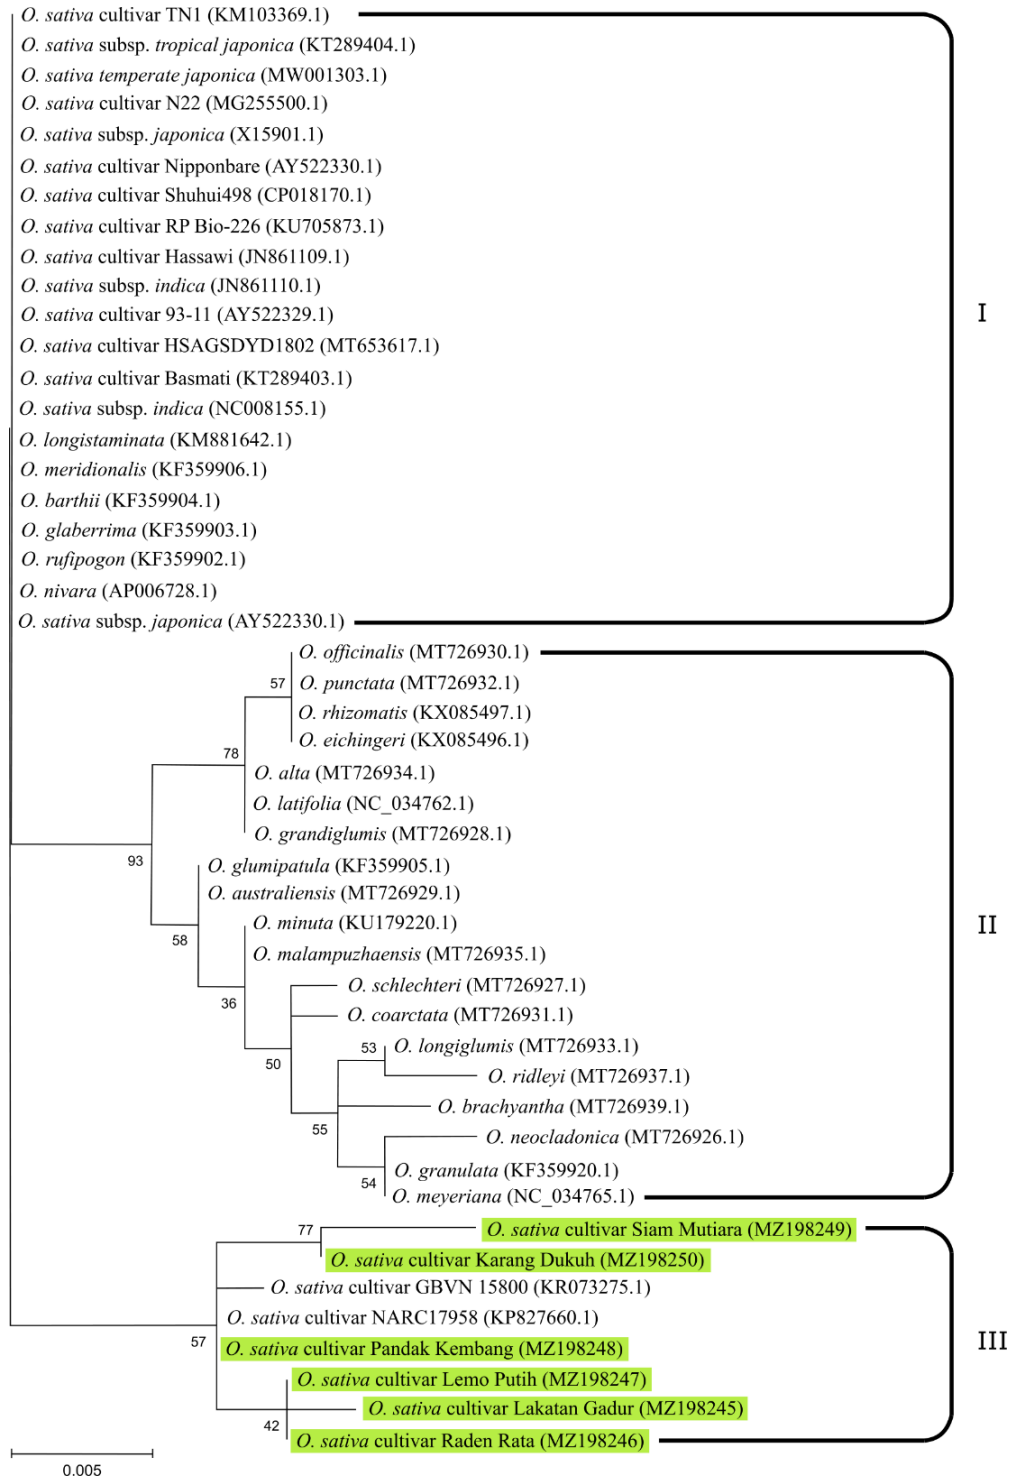 O. sativa cultivar TN1 (KM103369.1)
O. sativa subsp. tropical japonica (KT289404.1)
O. sativa temperate japonica (MW001303.1)
O. sativa cultivar N22 (MG255500.1)
O. sativa subsp. japonica (X15901.1)
O. sativa cultivar Nipponbare (AY522330.1)
O. sativa cultivar Shuhui498 (CP018170.1)
O. sativa cultivar RP Bio-226 (KU705873.1)
O. sativa cultivar Hassawi (JN861109.1)
O. sativa subsp. indica (JN861110.1)
O. sativa cultivar 93-11 (AY522329.1)
I
O. sativa cultivar HSAGSDYD1802 (MT653617.1)
O. sativa cultivar Basmati (KT289403.1)
O. sativa subsp. indica (NC008155.1)
O. longistaminata (KM881642.1)
O. meridionalis (KF359906.1)
O. barthii (KF359904.1)
O. glaberrima (KF359903.1)
O. rufipogon (KF359902.1)
O. nivara (AP006728.1)
O. sativa subsp. japonica (AY522330.1)
O. officinalis (MT726930.1)
57
O. punctata (MT726932.1)
O. rhizomatis (KX085497.1)
O. eichingeri (KX085496.1)
78
O. alta (MT726934.1)
O. latifolia (NC_034762.1)
O. grandiglumis (MT726928.1)
93
O. glumipatula (KF359905.1)
O. australiensis (MT726929.1)
O. minuta (KU179220.1)
II
58
O. malampuzhaensis (MT726935.1)
O. schlechteri (MT726927.1)
36
O. coarctata (MT726931.1)
53
O. longiglumis (MT726933.1)
50
O. ridleyi (MT726937.1)
O. brachyantha (MT726939.1)
55
O. neocladonica (MT726926.1)
O. granulata (KF359920.1)
54
O. meyeriana (NC_034765.1)
77
O. sativa cultivar Siam Mutiara (MZ198249)
O. sativa cultivar Karang Dukuh (MZ198250)
O. sativa cultivar GBVN 15800 (KR073275.1)
O. sativa cultivar NARC17958 (KP827660.1)
57
III
O. sativa cultivar Pandak Kembang (MZ198248)
O. sativa cultivar Lemo Putih (MZ198247)
O. sativa cultivar Lakatan Gadur (MZ198245)
42
O. sativa cultivar Raden Rata (MZ198246)
0.005